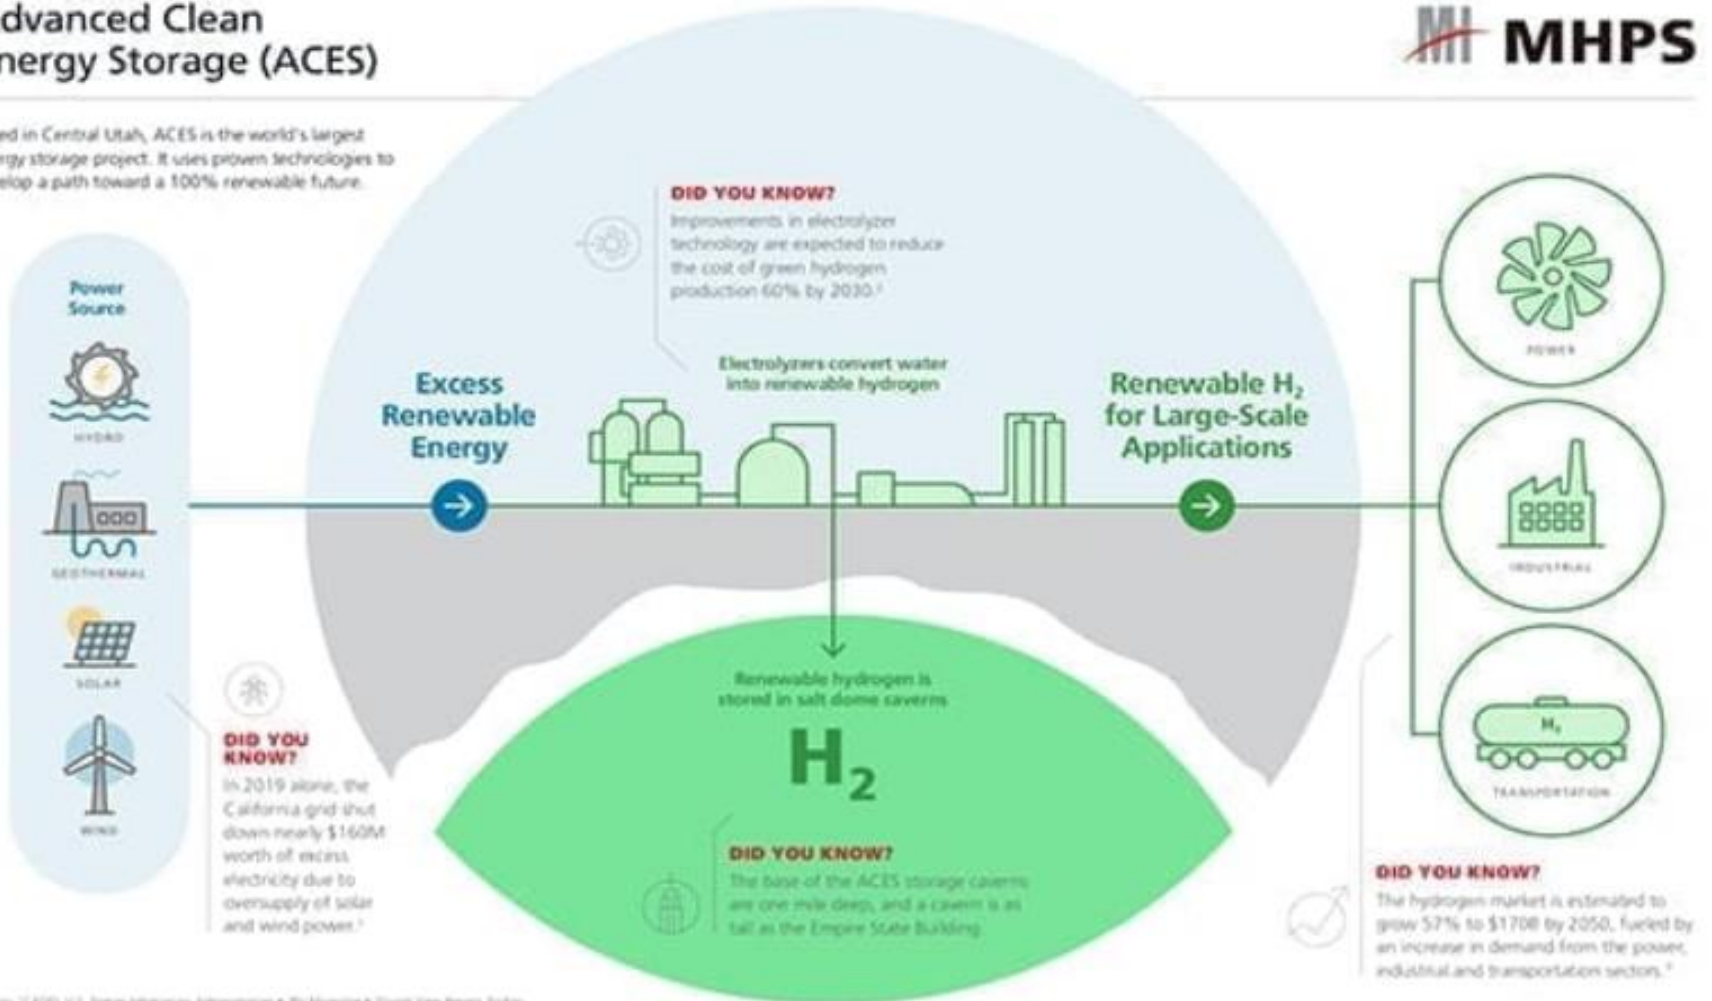 dvanced Clean
nergy Storage (ACES)
MHPS
ed in Central Utah, ACES is the world's largest
rgy storage project. It uses proven technologies to
elop a path toward a 100% renewable future.
Power
Source
HYDRO
GEOTHERMAL
SOLAR
WIND
DID YOU
KNOW?
In 2019 alone, the
California grid shut
down nearly $160M
worth of excess
electricity due to
oversupply of solar
and wind power.
Excess
Renewable
Energy
DID YOU KNOW?
Improvements in electrolyzer
technology are expected to reduce
the cost of green hydrogen
production 60% by 2030.
Electrolyzers convert water
into renewable hydrogen
Renewable H₂
for Large-Scale
Applications
Renewable hydrogen is
stored in salt dome caverns
H₂
DID YOU KNOW?
The base of the ACES storage caverns
are one mile deep, and a cavern is as
tall as the Empire State Building.
POWER
INDUSTRIAL
H₂
TRANSPORTATION
DID YOU KNOW?
The hydrogen market is estimated to
grow 57% to $170B by 2050, fueled by
an increase in demand from the power,
industrial and transportation sectors.